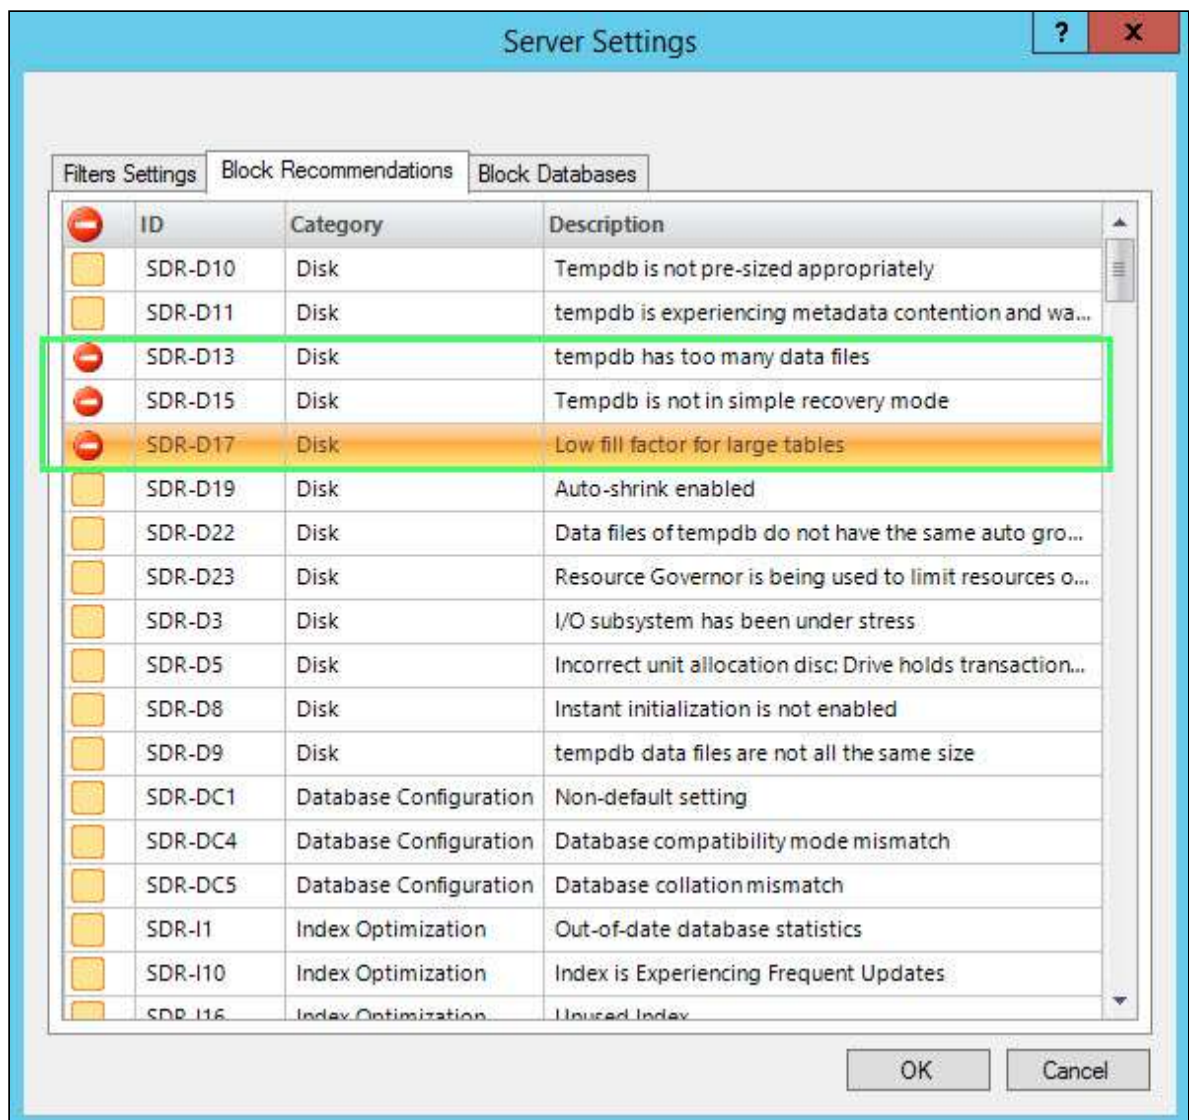 Server Settings ? x
Filters Settings Block Recommendations Block Databases
ID Category Description
SDR-D10 Disk Tempdb is not pre-sized appropriately
SDR-D11 Disk tempdb is experiencing metadata contention and wa...
SDR-D13 Disk tempdb has too many data files
SDR-D15 Disk Tempdb is not in simple recovery mode
SDR-D17 Disk Low fill factor for large tables
SDR-D19 Disk Auto-shrink enabled
SDR-D22 Disk Data files of tempdb do not have the same auto gro...
SDR-D23 Disk Resource Governor is being used to limit resources o...
SDR-D3 Disk I/O subsystem has been under stress
SDR-D5 Disk Incorrect unit allocation disc: Drive holds transaction...
SDR-D8 Disk Instant initialization is not enabled
SDR-D9 Disk tempdb data files are not all the same size
SDR-DC1 Database Configuration Non-default setting
SDR-DC4 Database Configuration Database compatibility mode mismatch
SDR-DC5 Database Configuration Database collation mismatch
SDR-I1 Index Optimization Out-of-date database statistics
SDR-I10 Index Optimization Index is Experiencing Frequent Updates
SDR-I16 Index Optimization Unused Index
OK Cancel